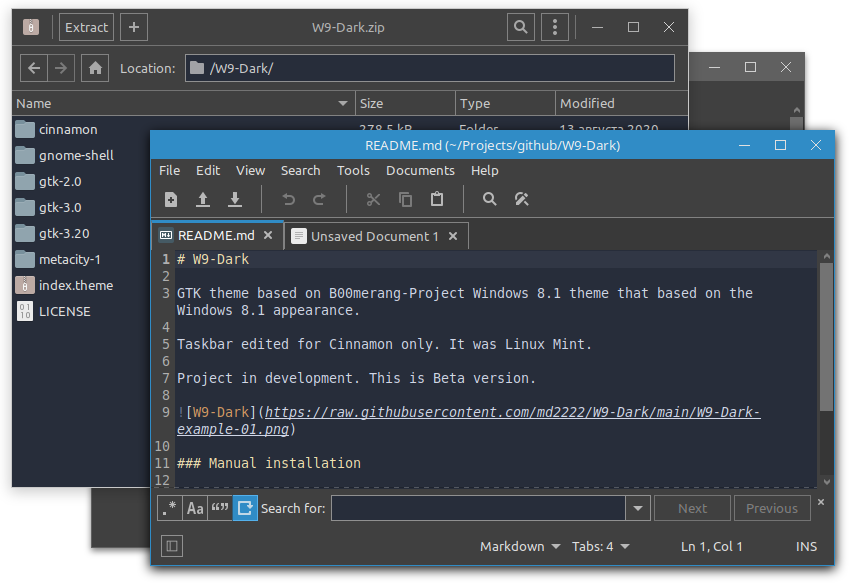 Extract
W9-Dark.zip
Location:
/W9-Dark/
Name
Size
Type
Modified
cinnamon
278,5 kB
Folder
13 августа 2020
gnome-shell
gtk-2.0
gtk-3.0
gtk-3.20
metacity-1
index.theme
LICENSE
README.md (~/Projects/github/W9-Dark)
File Edit View Search Tools Documents Help
README.md
Unsaved Document 1
1 # W9-Dark
2
3 GTK theme based on B00merang-Project Windows 8.1 theme that based on the
Windows 8.1 appearance.
4
5 Taskbar edited for Cinnamon only. It was Linux Mint.
6
7 Project in development. This is Beta version.
8
9 ![W9-Dark](https://raw.githubusercontent.com/md2222/W9-Dark/main/W9-Dark-
example-01.png)
10
11 ### Manual installation
12
.* Aa “” Search for:
Next
Previous
Markdown
Tabs: 4
Ln 1, Col 1
INS